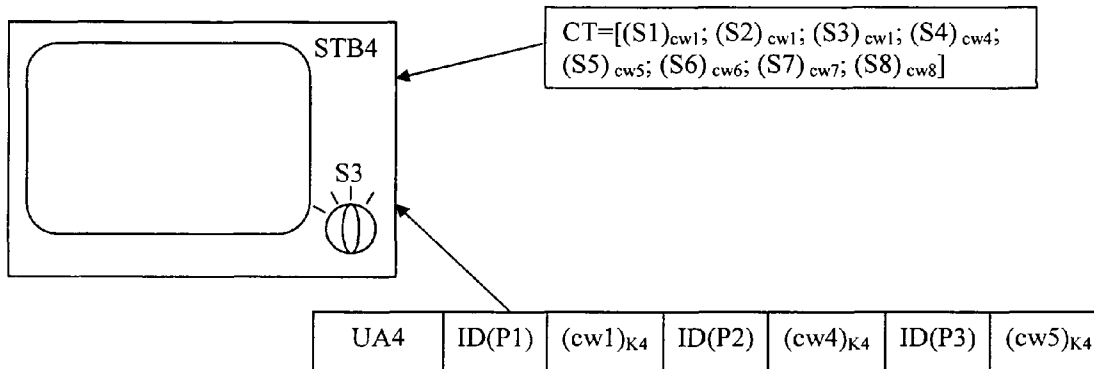 STB4
CT=[(S1)cw1; (S2) cw1; (S3) cw1; (S4) cw4;
(S5) cw5; (S6) cw6; (S7) cw7; (S8) cw8]
S3
UA4 ID(P1) (cw1)K4 ID(P2) (cw4)K4 ID(P3) (cw5)K4